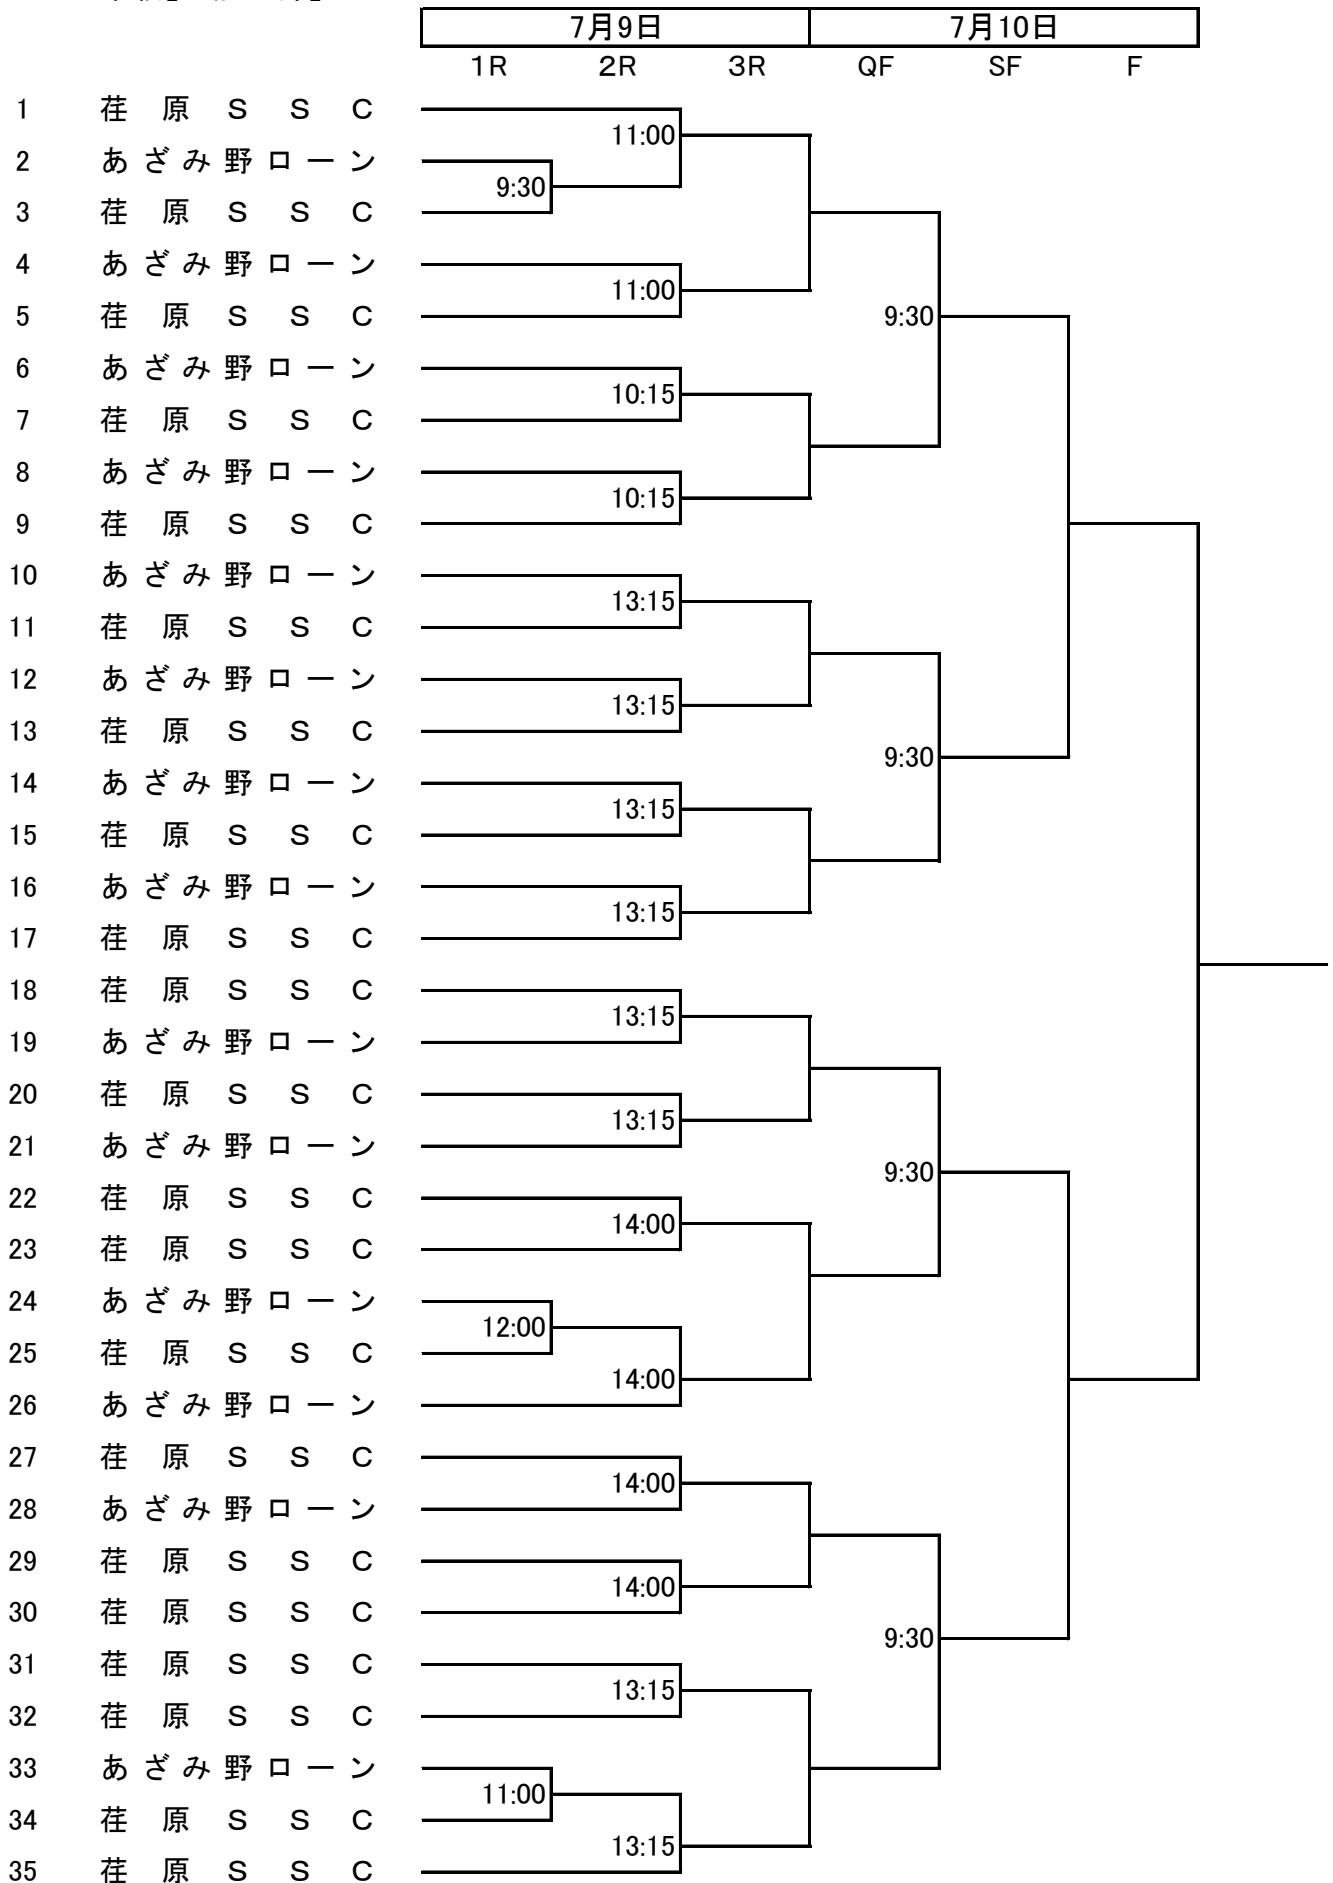 7月9日 7月10日
1R 2R 3R QF SF F
1 荏原SSC
11:00
2 あざみ野ローン
9:30
3 荏原SSC
4 あざみ野ローン
11:00
5 荏原SSC 9:30
6 あざみ野ローン
10:15
7 荏原SSC
8 あざみ野ローン
10:15
9 荏原SSC
10 あざみ野ローン
13:15
11 荏原SSC
12 あざみ野ローン
13:15
13 荏原SSC
9:30
14 あざみ野ローン
13:15
15 荏原SSC
16 あざみ野ローン
13:15
17 荏原SSC
18 荏原SSC
13:15
19 あざみ野ローン
20 荏原SSC
13:15
21 あざみ野ローン
9:30
22 荏原SSC
14:00
23 荏原SSC
24 あざみ野ローン
12:00
25 荏原SSC
14:00
26 あざみ野ローン
27 荏原SSC
14:00
28 あざみ野ローン
29 荏原SSC
14:00
30 荏原SSC
9:30
31 荏原SSC
13:15
32 荏原SSC
33 あざみ野ローン
11:00
34 荏原SSC
13:15
35 荏原SSC